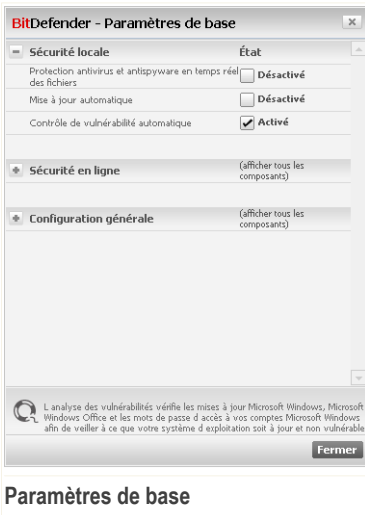 BitDefender - Paramètres de base
Sécurité locale État
Protection antivirus et antispyware en temps réel
des fichiers
Désactivé
Mise à jour automatique Désactivé
Contrôle de vulnérabilité automatique Activé
Sécurité en ligne (afficher tous les
composants)
Configuration générale (afficher tous les
composants)
L analyse des vulnérabilités vérifie les mises à jour Microsoft Windows, Microsoft
Windows Office et les mots de passe d accès à vos comptes Microsoft Windows
afin de veiller à ce que votre système d exploitation soit à jour et non vulnérable
Fermer
Paramètres de base